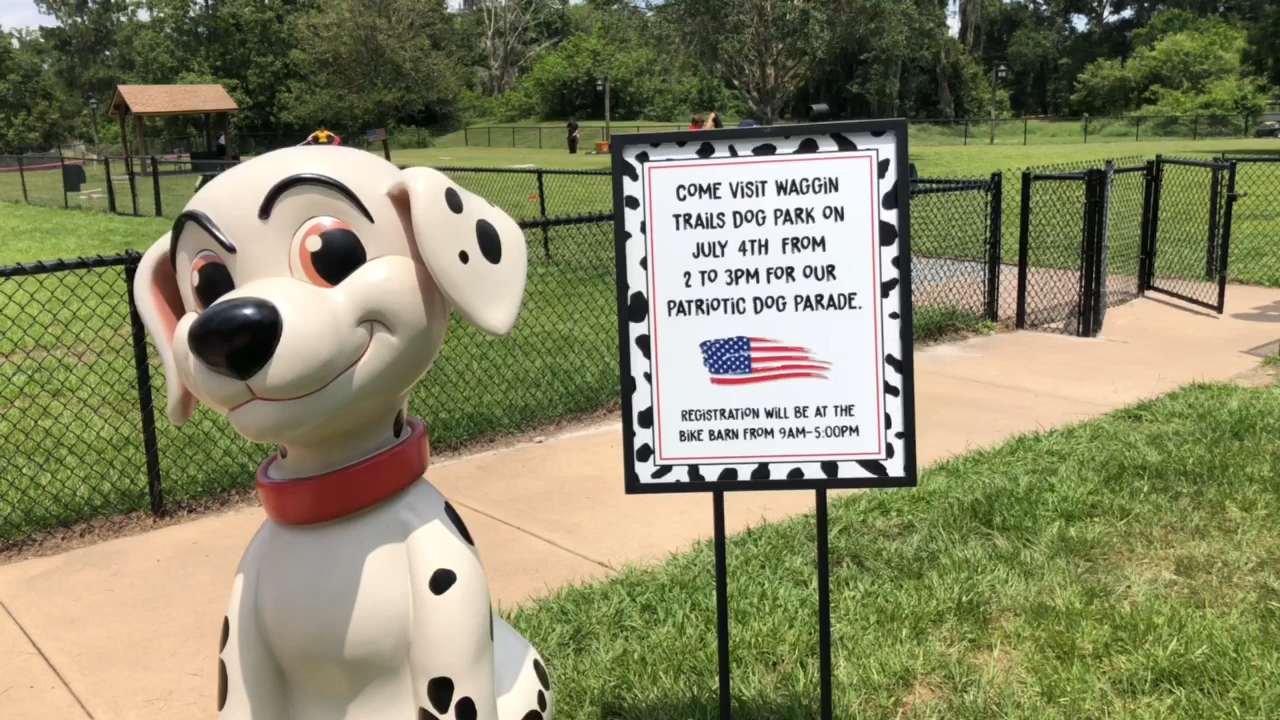 COME VISIT WAGGIN
TRAILS DOG PARK ON
JULY 4TH FROM
2 TO 3PM FOR OUR
PATRIOTIC DOG PARADE.
REGISTRATION WILL BE AT THE
BIKE BARN FROM 9AM-5:00PM